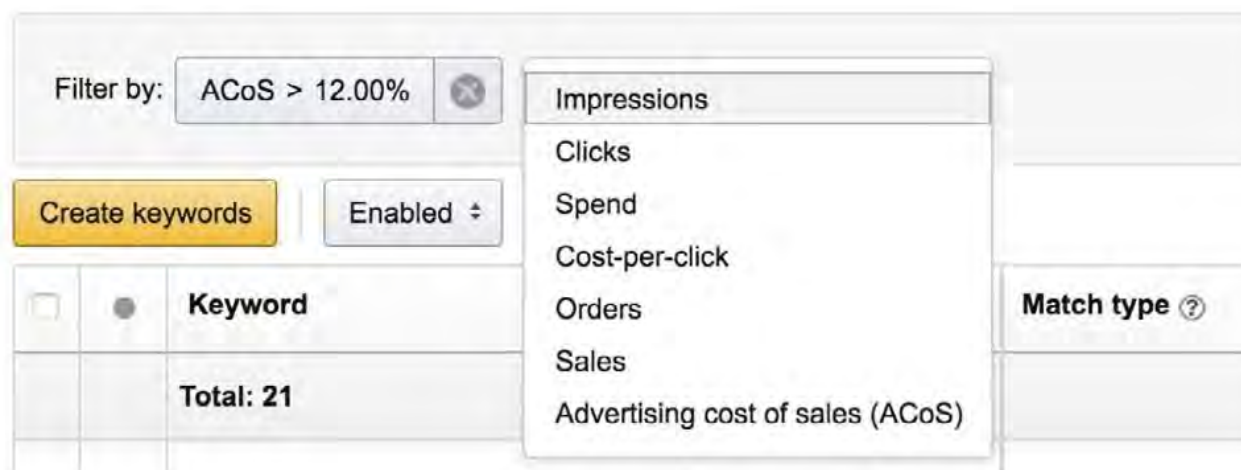 Filter by: ACoS > 12.00%
Impressions
Clicks
Spend
Cost-per-click
Orders
Sales
Advertising cost of sales (ACoS)
Create keywords
Enabled
Keyword
Match type ?
Total: 21